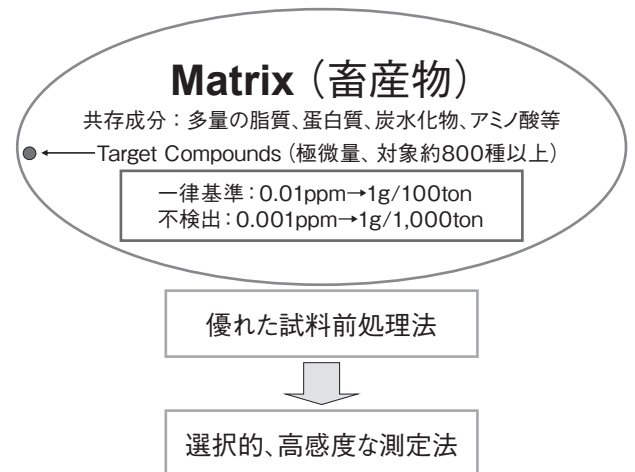 Matrix（畜産物）
共存成分：多量の脂質、蛋白質、炭水化物、アミノ酸等
Target Compounds（極微量、対象約800種以上）
一律基準：0.01ppm→1g/100ton
不検出：0.001ppm→1g/1,000ton
優れた試料前処理法
選択的、高感度な測定法